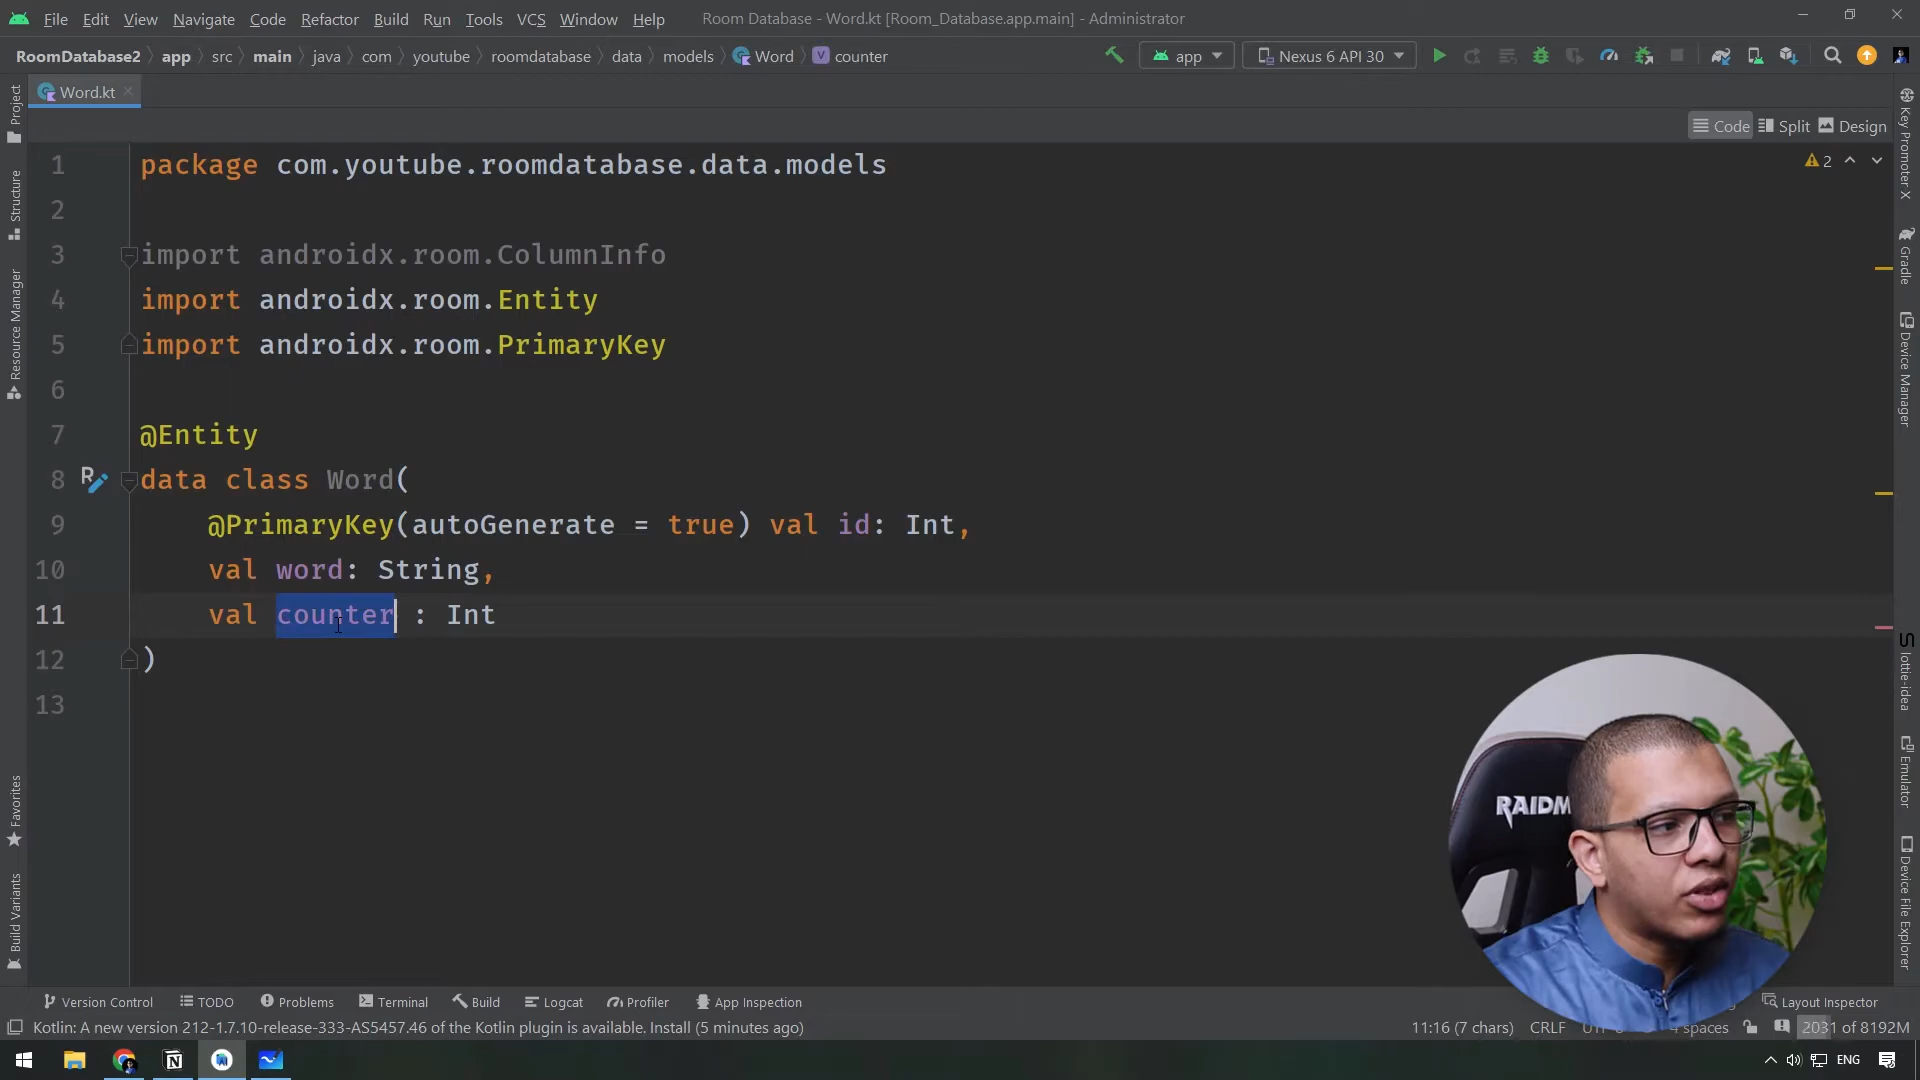 File Edit View Navigate Code Refactor Build Run Tools VCS Window Help Room Database - Word.kt [Room_Database.app.main] - Administrator
RoomDatabase2 app src main java com youtube roomdatabase data models Word counter app Nexus 6 API 30
Word.kt
Code Split Design
2
1 package com.youtube.roomdatabase.data.models
2
3 import androidx.room.ColumnInfo
4 import androidx.room.Entity
5 import androidx.room.PrimaryKey
6
7 @Entity
8 data class Word(
9 @PrimaryKey(autoGenerate = true) val id: Int,
10 val word: String,
11 val counter : Int
12 )
13
Project
Structure
Resource Manager
Favorites
Build Variants
Key Promoter X
Gradle
Device Manager
lottie-idea
Emulator
Device File Explorer
RAIDM
Version Control TODO Problems Terminal Build Logcat Profiler App Inspection Layout Inspector
Kotlin: A new version 212-1.7.10-release-333-AS5457.46 of the Kotlin plugin is available. Install (5 minutes ago) 11:16 (7 chars) CRLF 4 spaces 2031 of 8192M
ENG